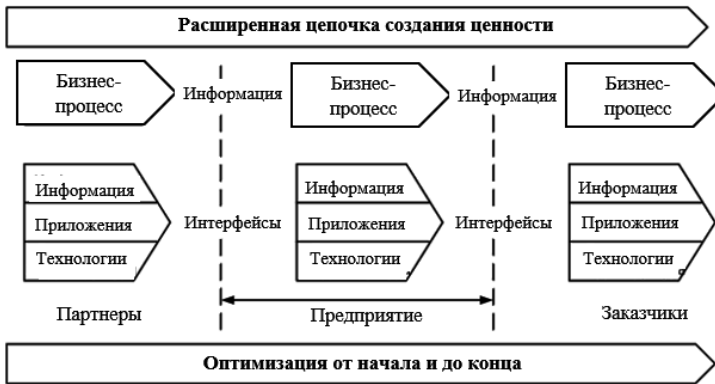 Расширенная цепочка создания ценности
Бизнес-
процесс
Информация
Бизнес-
процесс
Информация
Бизнес-
процесс
Информация
Приложения
Технологии
Интерфейсы
Информация
Приложения
Технологии
Интерфейсы
Информация
Приложения
Технологии
Партнеры
Предприятие
Заказчики
Оптимизация от начала и до конца